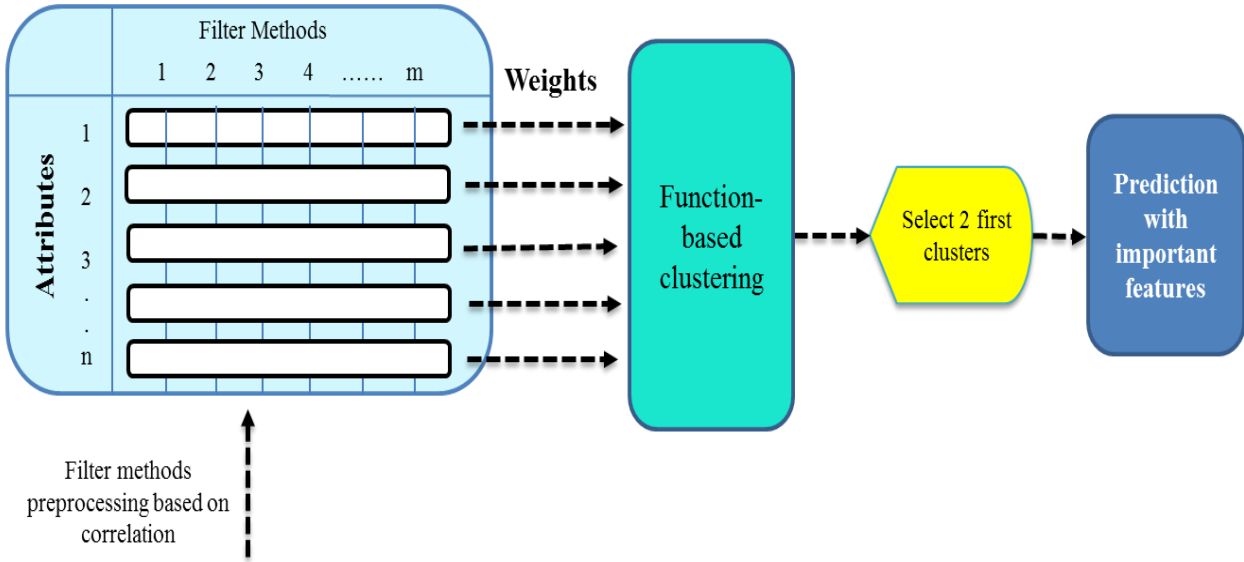 Filter Methods
1 2 3 4 …… m
Weights
Attributes
1
2
3
.
.
n
Function-
based
clustering
Select 2 first
clusters
Prediction
with
important
features
Filter methods
preprocessing based on
correlation